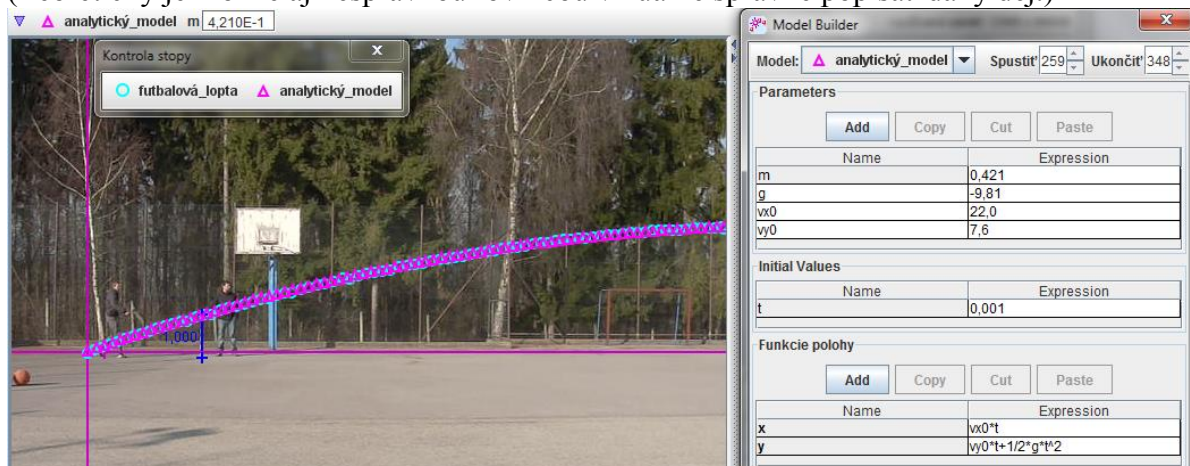 analytický_model m 4,210E-1
Kontrola stopy x
futbalová_lopta analytický_model
1,000
Model Builder x
Model: analytický_model Spustiť 259 Ukončiť 348
Parameters
Add Copy Cut Paste
Name Expression
m 0,421
g -9,81
vx0 22,0
vy0 7,6
Initial Values
Name Expression
t 0,001
Funkcie polohy
Add Copy Cut Paste
Name Expression
x vx0*t
y vy0*t+1/2*g*t^2